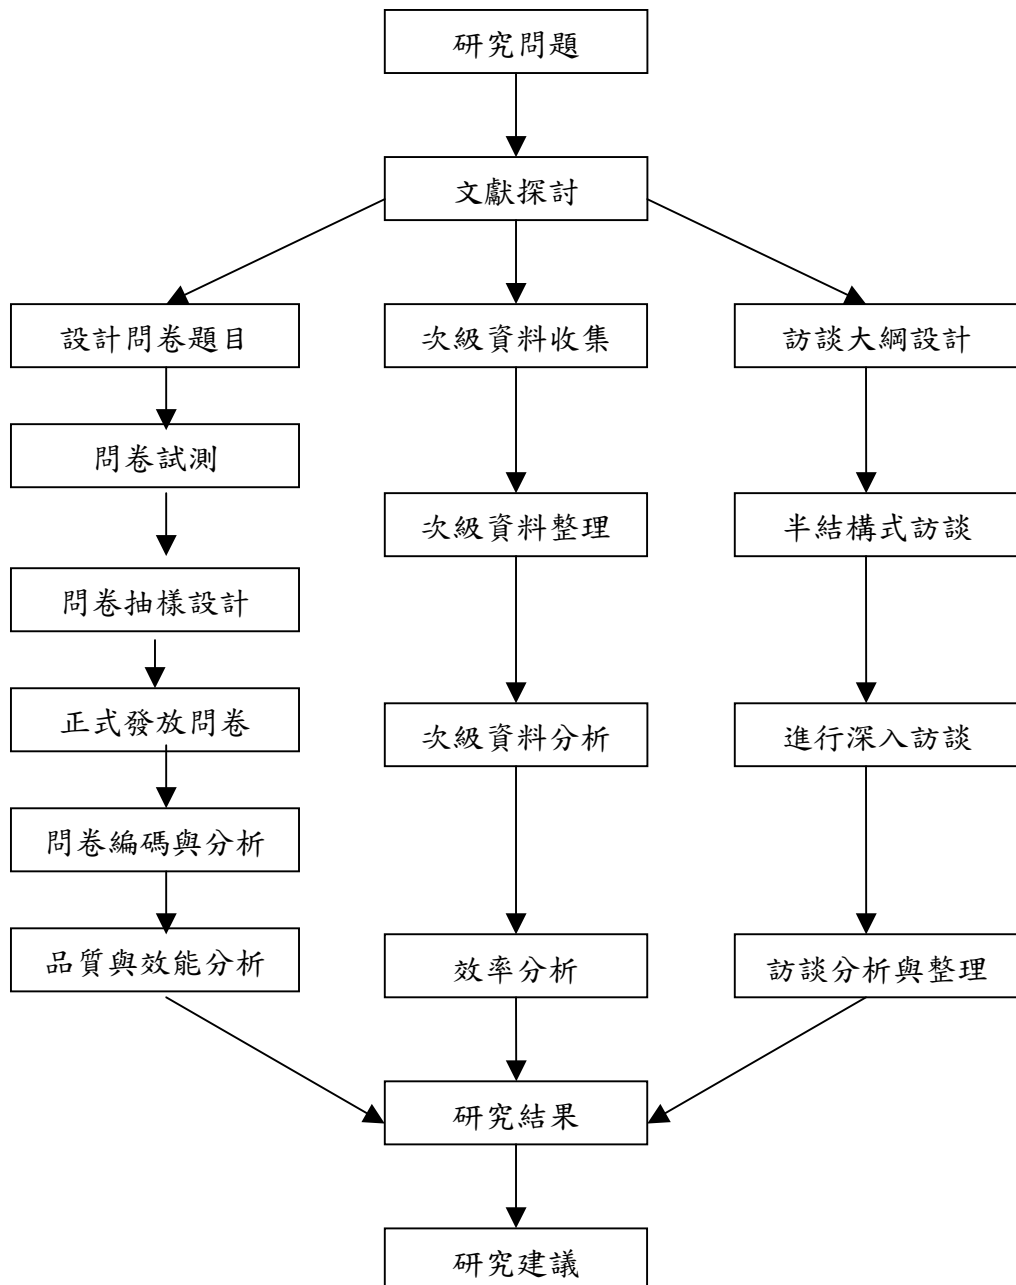 研究問題
文獻探討
設計問卷題目
次級資料收集
訪談大綱設計
問卷試測
次級資料整理
半結構式訪談
問卷抽樣設計
正式發放問卷
次級資料分析
進行深入訪談
問卷編碼與分析
品質與效能分析
效率分析
訪談分析與整理
研究結果
研究建議